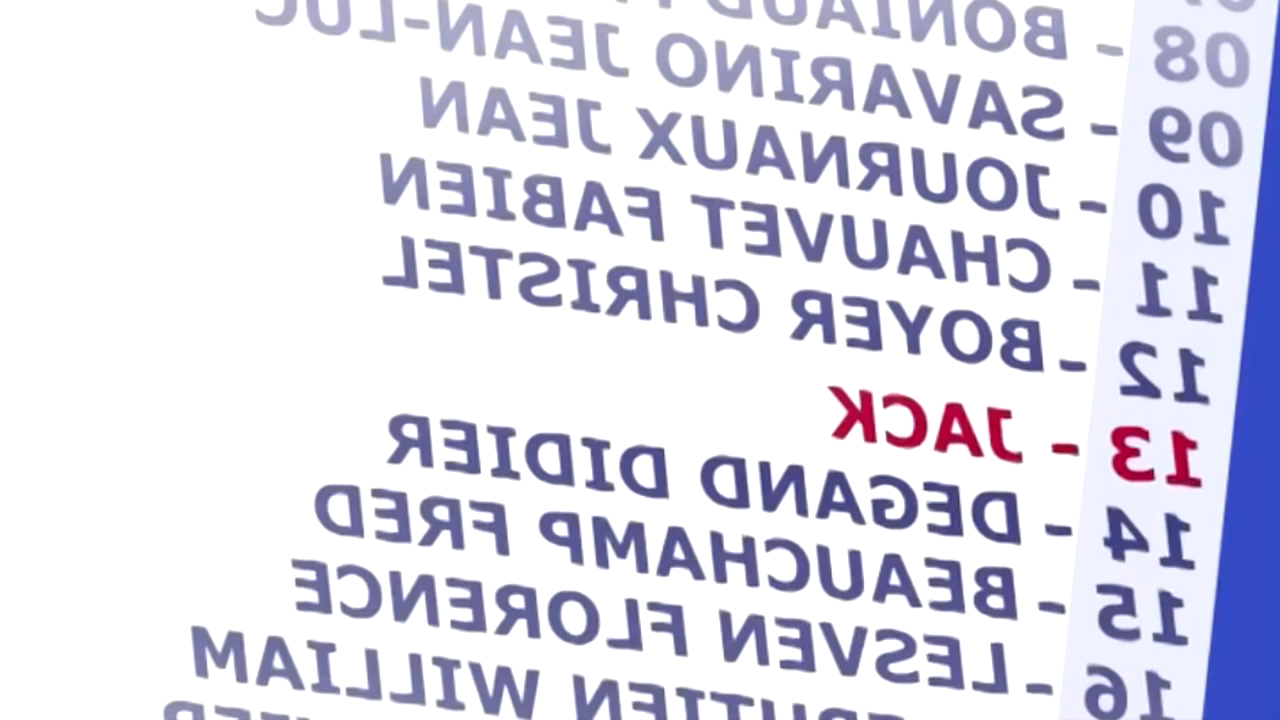 08 - BONIAUD
09 - SAVARINO JEAN-LUC
10 - JOURNAUX JEAN
11 - CHAUVET FABIEN
12 - BOYER CHRISTEL
13 - JACK
14 - DEGAND DIDIER
15 - BEAUCHAMP FRED
16 - LESVEN FLORENCE
WILLIAM